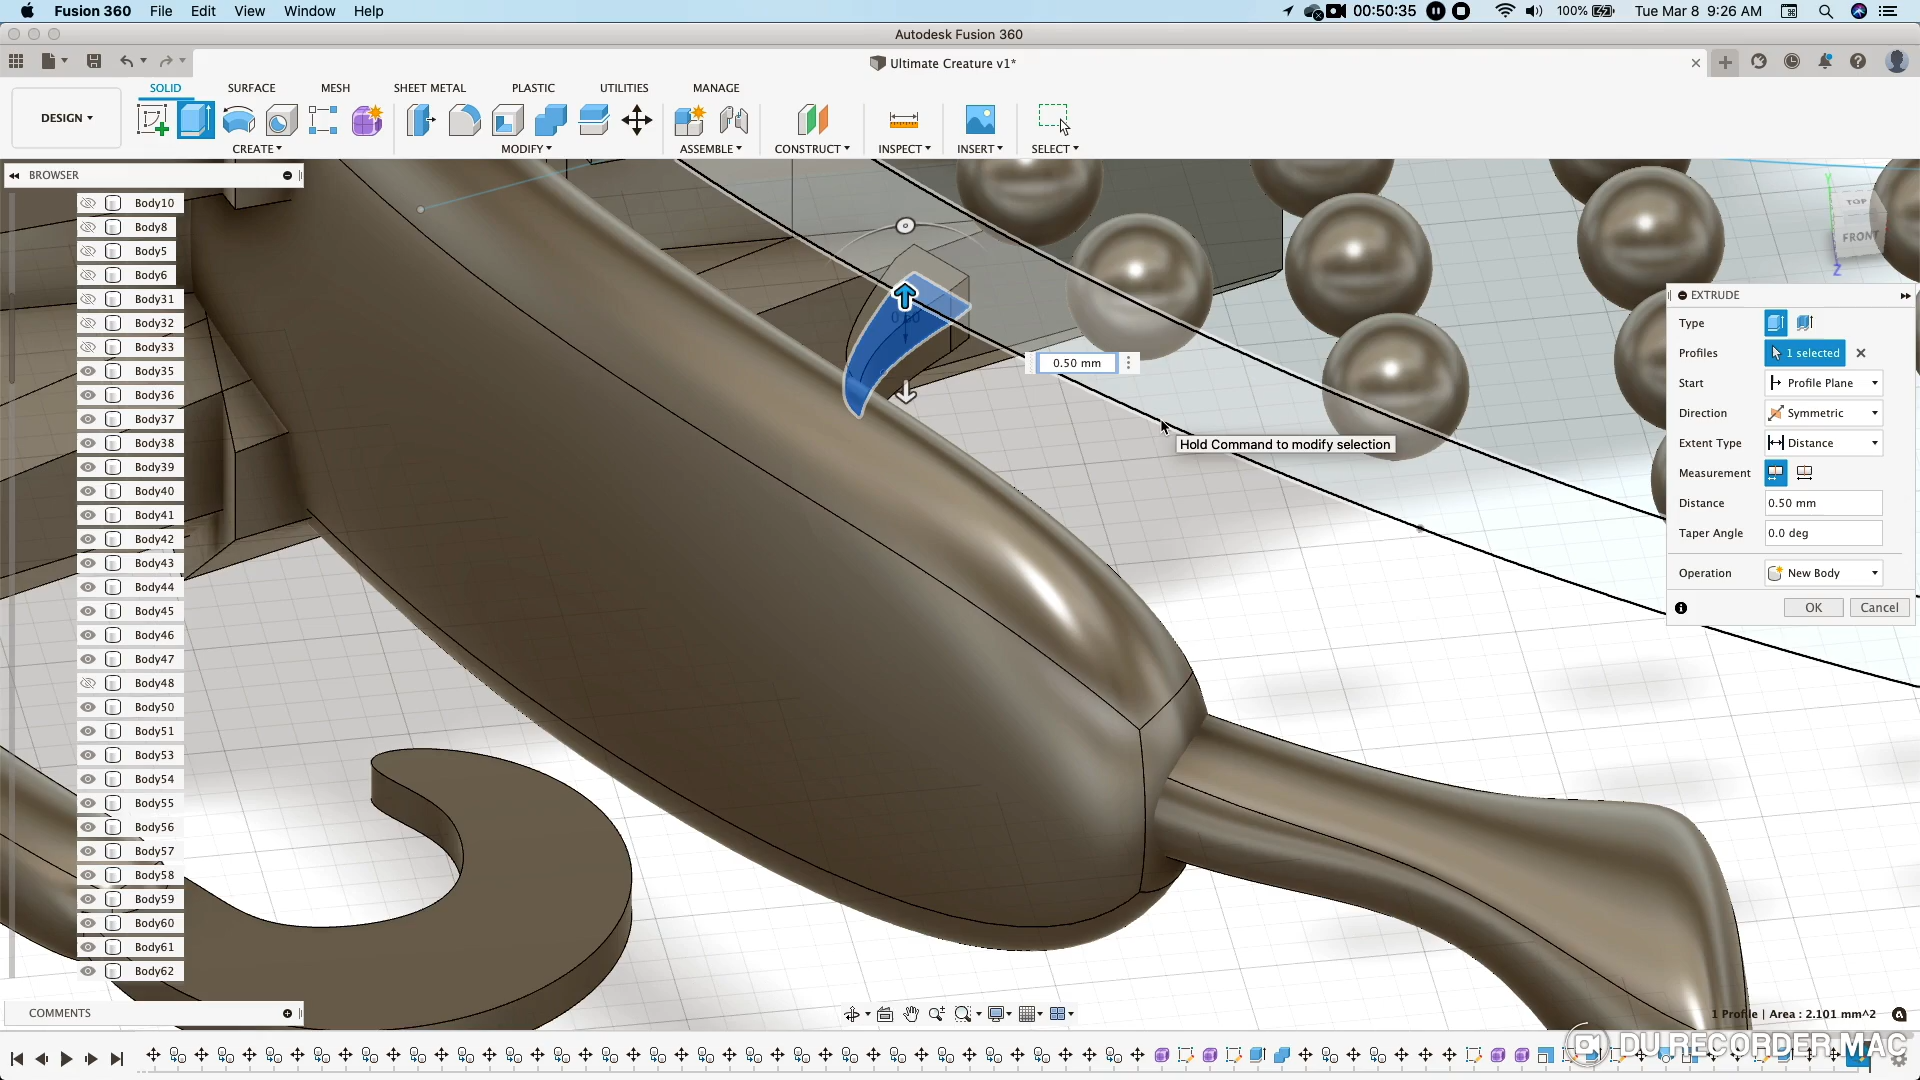 Fusion 360 File Edit View Window Help 00:50:35 100% Tue Mar 8 9:26 AM
Autodesk Fusion 360
Ultimate Creature v1*
SOLID SURFACE MESH SHEET METAL PLASTIC UTILITIES MANAGE
DESIGN
CREATE MODIFY ASSEMBLE CONSTRUCT INSPECT INSERT SELECT
BROWSER
Body10
Body8
Body5
Body6
Body31
Body32
Body33
Body35
Body36
Body37
Body38
Body39
Body40
Body41
Body42
Body43
Body44
Body45
Body46
Body47
Body48
Body50
Body51
Body53
Body54
Body55
Body56
Body57
Body58
Body59
Body60
Body61
Body62
COMMENTS
0.50 mm
Hold Command to modify selection
TOP
FRONT
Y
Z
EXTRUDE
Type
Profiles 1 selected
Start Profile Plane
Direction Symmetric
Extent Type Distance
Measurement
Distance 0.50 mm
Taper Angle 0.0 deg
Operation New Body
OK Cancel
1 Profile | Area : 2.101 mm^2
DU RECORDER MAC